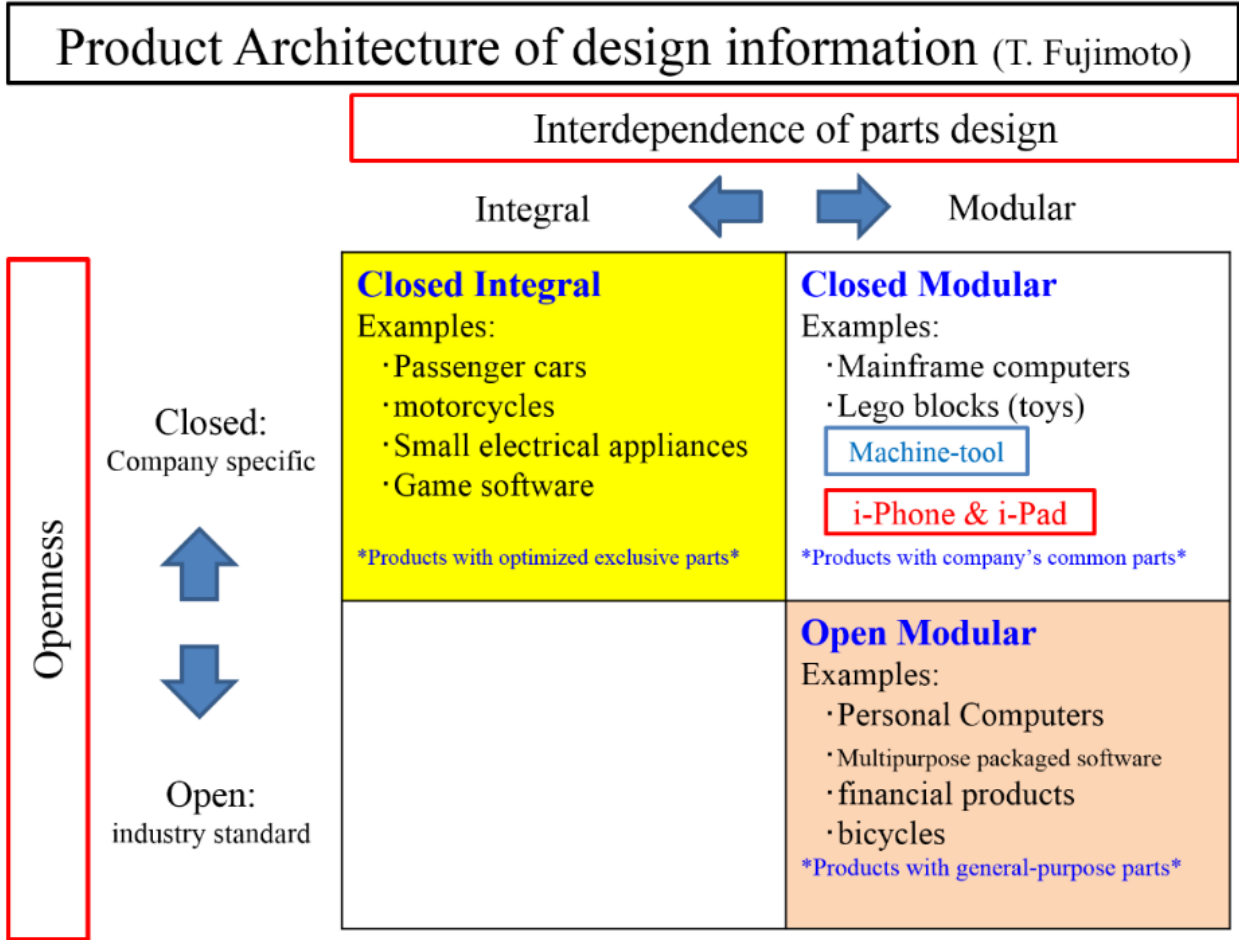 Product Architecture of design information (T. Fujimoto)
Interdependence of parts design
Integral
Modular
Openness
Closed:
Company specific
Open:
industry standard
Closed Integral
Examples:
・Passenger cars
・motorcycles
・Small electrical appliances
・Game software
*Products with optimized exclusive parts*
Closed Modular
Examples:
・Mainframe computers
・Lego blocks (toys)
Machine-tool
i-Phone & i-Pad
*Products with company's common parts*
Open Modular
Examples:
・Personal Computers
・Multipurpose packaged software
・financial products
・bicycles
*Products with general-purpose parts*